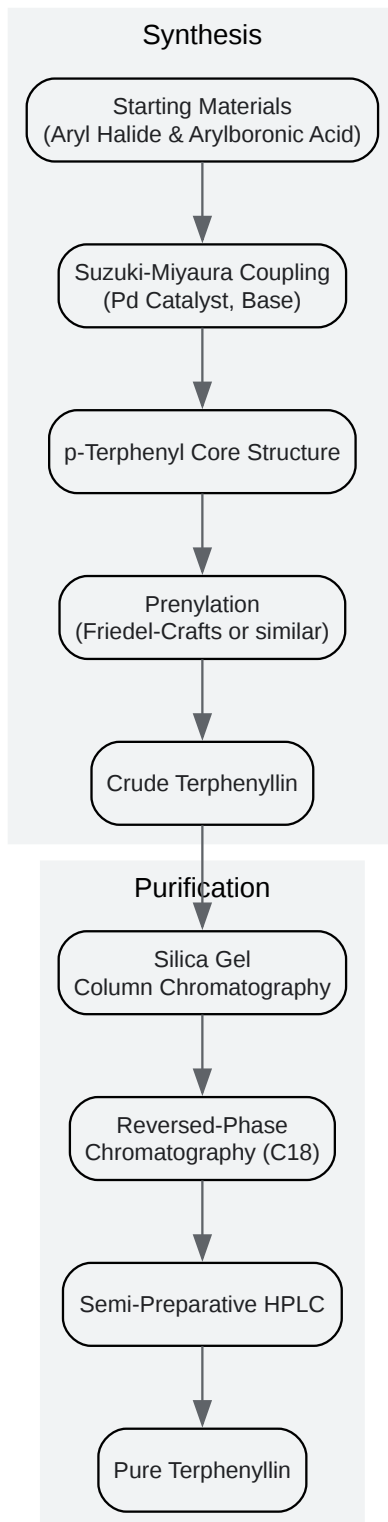 Synthesis
Starting Materials
(Aryl Halide & Arylboronic Acid)
Suzuki-Miyaura Coupling
(Pd Catalyst, Base)
p-Terphenyl Core Structure
Prenylation
(Friedel-Crafts or similar)
Crude Terphenyllin
Purification
Silica Gel
Column Chromatography
Reversed-Phase
Chromatography (C18)
Semi-Preparative HPLC
Pure Terphenyllin